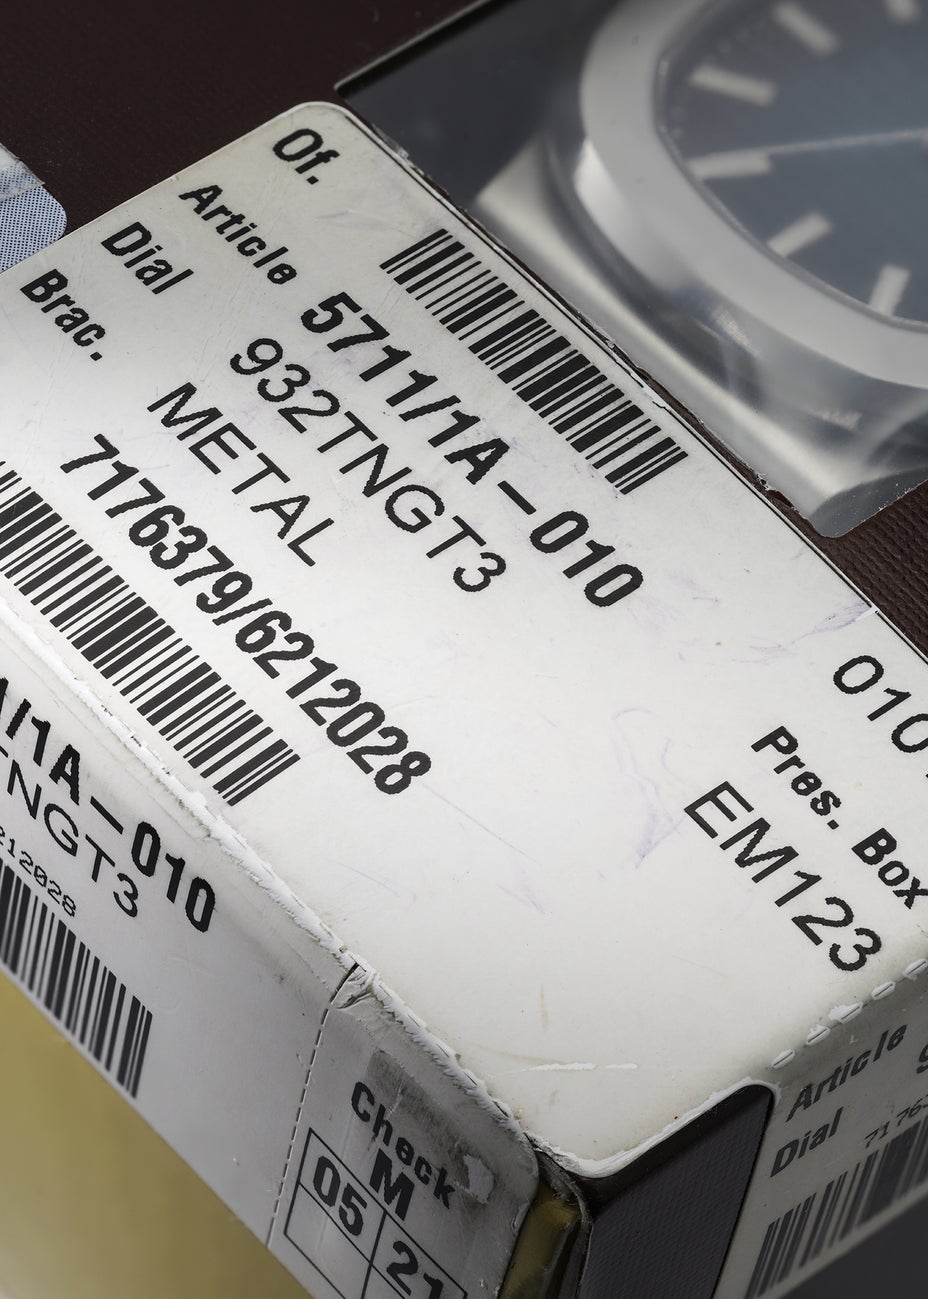 Of.
Article 5711/1A-010
Dial 932TNGT3
Brac. METAL
7176379/6212028
010
Pres. Box
EM123
/1A-010
TNGT3
212028
Check
M
05 21
Article
Dial